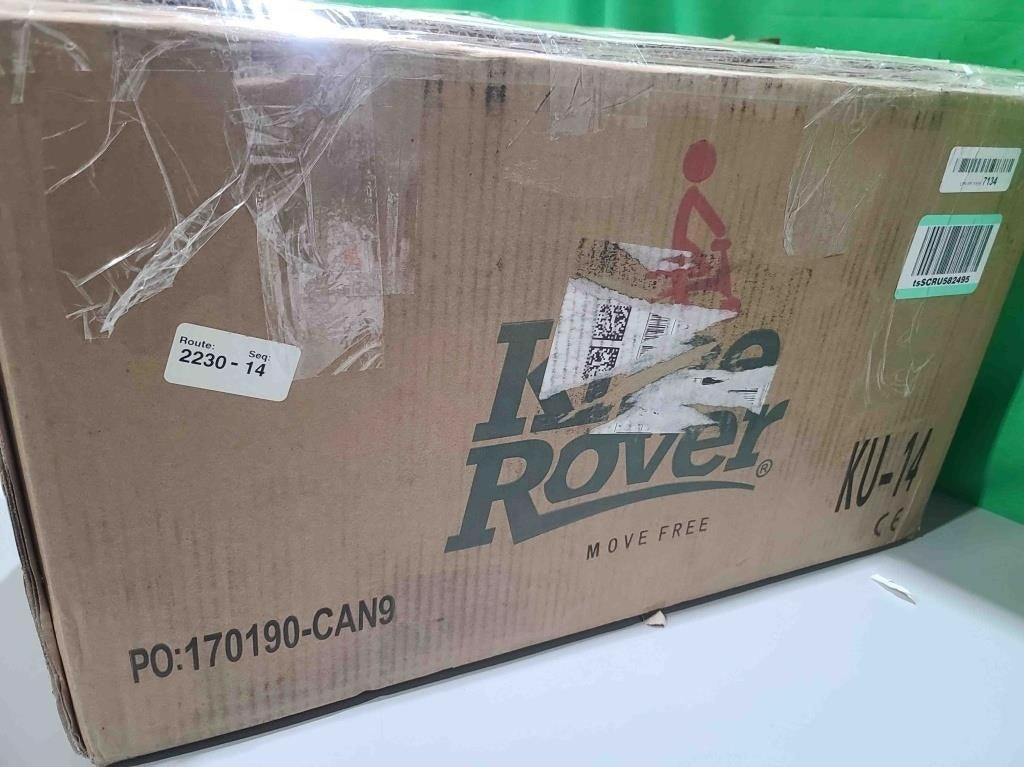 7134
tsSCRU582495
Route: Seq:
2230 - 14
Rover®
MOVE FREE
KU-14
CE
PO:170190-CAN9